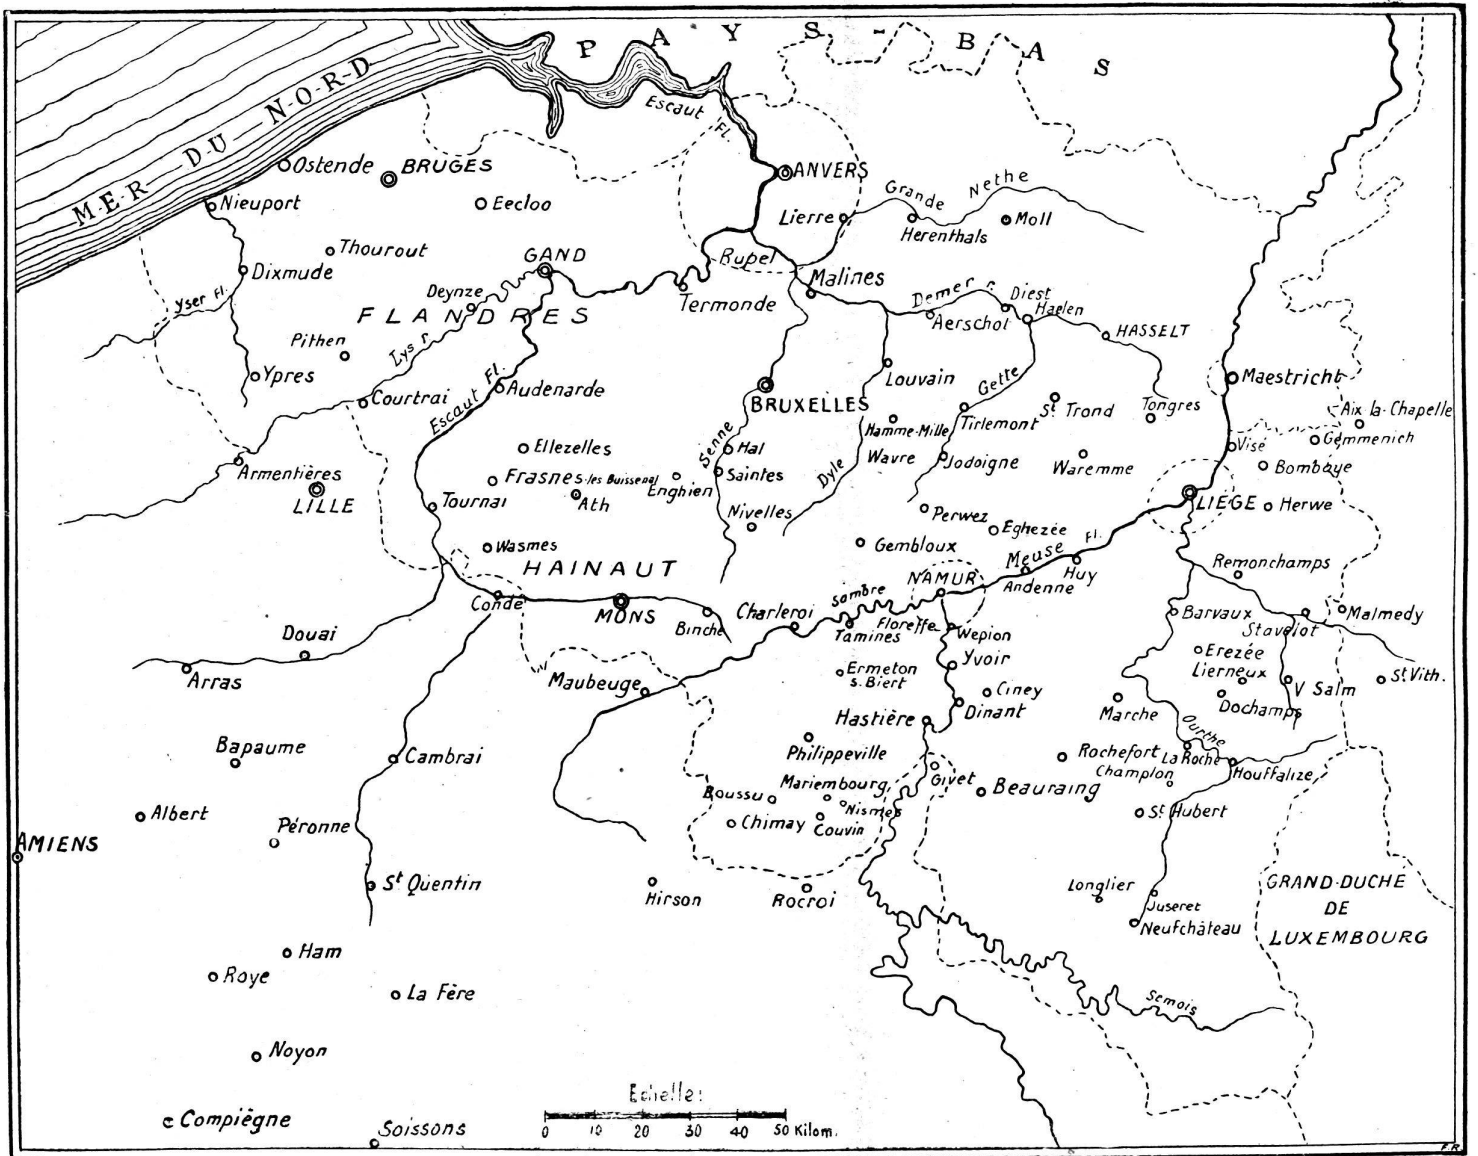 PAYS-BAS
MER DU NORD
Escaut Fl.
Ostende
BRUGES
ANVERS
Nieuport
Eecloo
Lierre
Grande Nethe
Herenthals
Moll
Thourout
Dixmude
GAND
Rupel
Malines
Yser Fl.
Deynze
Termonde
Demer r.
Diest
Haelen
FLANDRES
Aerschot
HASSELT
Pithen
Lys r.
Ypres
Courtrai
Escaut Fl.
Audenarde
BRUXELLES
Louvain
Gette
Maestricht
Hamme-Mille
Tirlemont
St Trond
Tongres
Aix-la-Chapelle
Gemmenich
Visé
Ellezelles
Senne
Hal
Wavre
Jodoigne
Waremme
Bombaye
Armentières
LILLE
Frasnes-les Buissenal
Ath
Enghien
Saintes
Dyle
Tournai
Nivelles
Perwez
LIEGE
Herwe
Eghezée
Wasmes
Gembloux
Meuse Fl.
HAINAUT
NAMUR
Andenne
Huy
Remonchamps
Condé
MONS
Binche
Charleroi
Sambre
Tamines
Floreffe
Wepion
Barvaux
Stavelot
Malmedy
Douai
Arras
Yvoir
Erezée
Lierneux
St. Vith.
Maubeuge
Ermeton
s. Biert
Ciney
Dinant
Marche
Dochamps
V Salm
Hastière
Ourthe
Bapaume
Cambrai
Philippeville
Rochefort
La Roche
Houffalize
Champlon
Givet
Beauraing
Mariembourg
Boussu
Nismes
Albert
Péronne
Chimay
Couvin
St. Hubert
AMIENS
St Quentin
Hirson
Rocroi
Longlier
Juseret
Neufchâteau
GRAND-DUCHE
DE
LUXEMBOURG
Ham
Roye
La Fère
Semois
Noyon
Compiègne
Soissons
Echelle:
0 10 20 30 40 50 Kilom.
F.R.